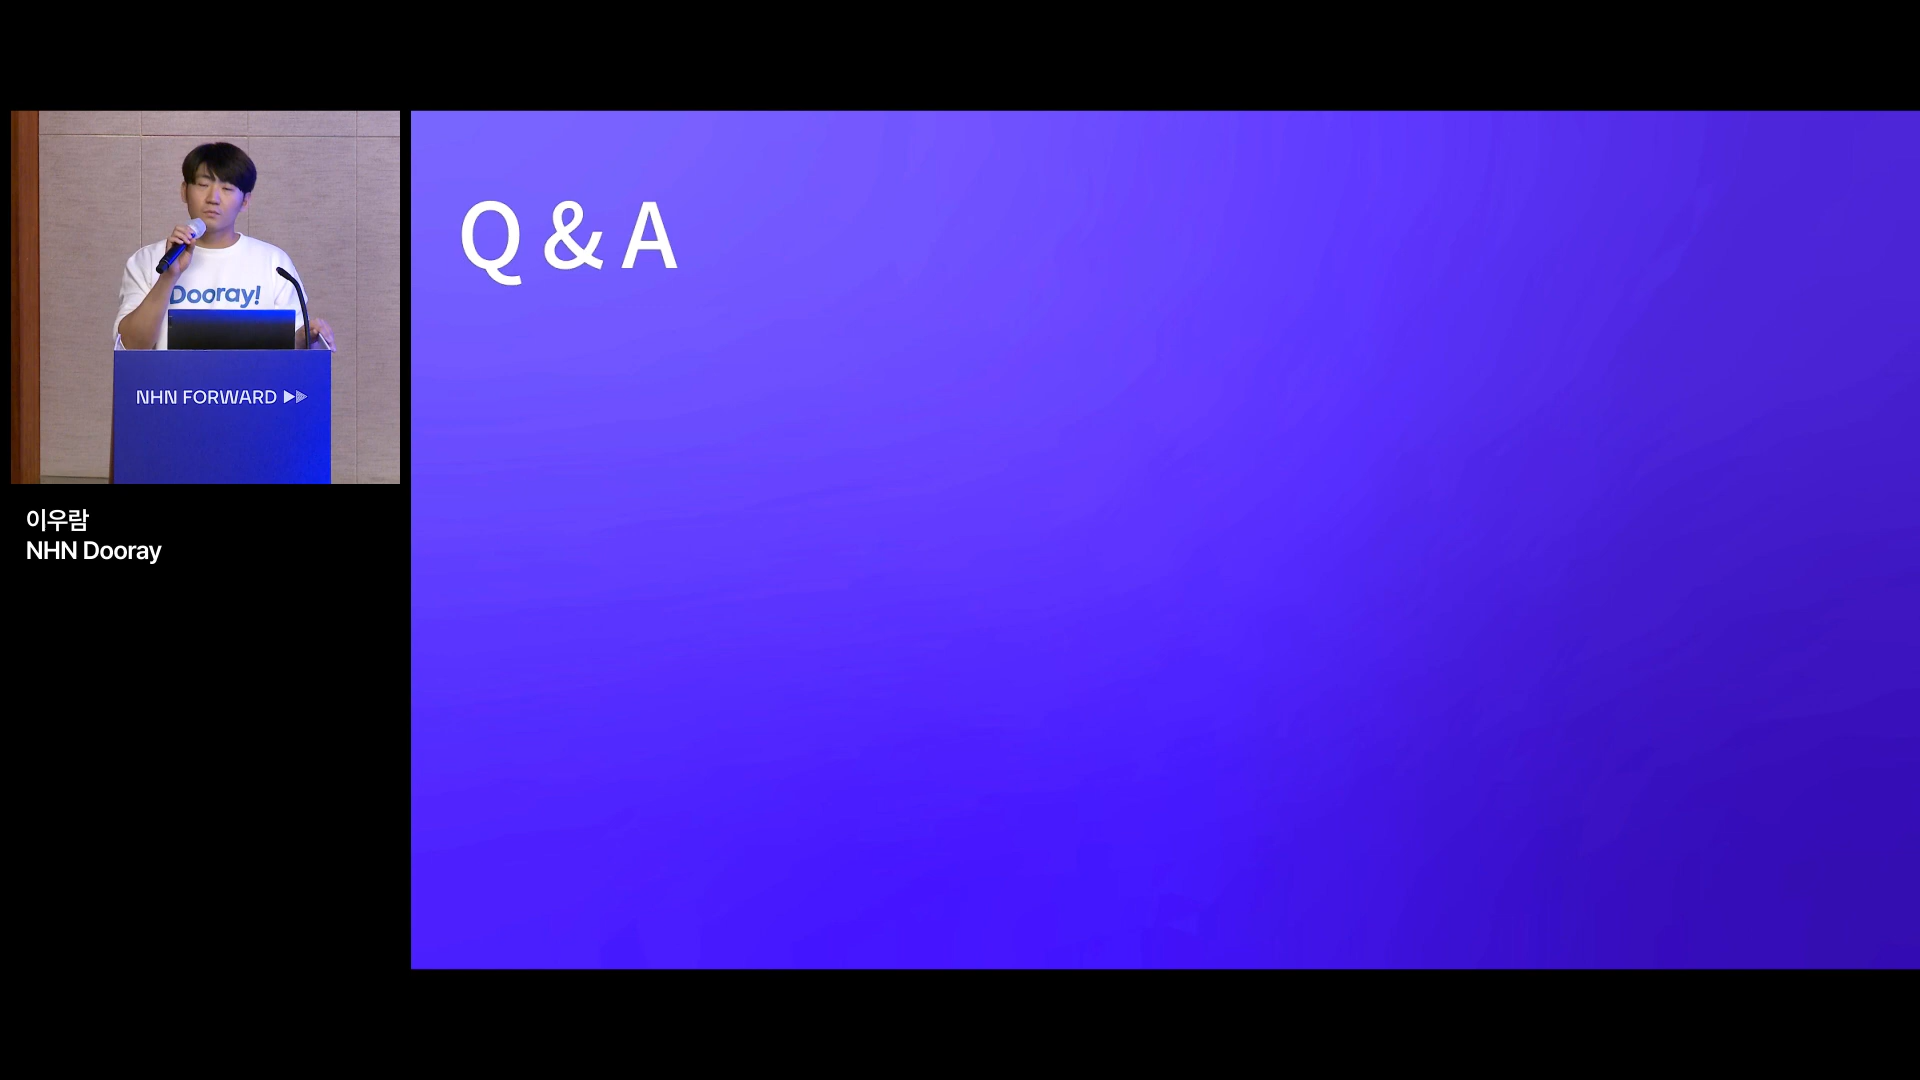 Q & A
Dooray!
NHN FORWARD
이우람
NHN Dooray